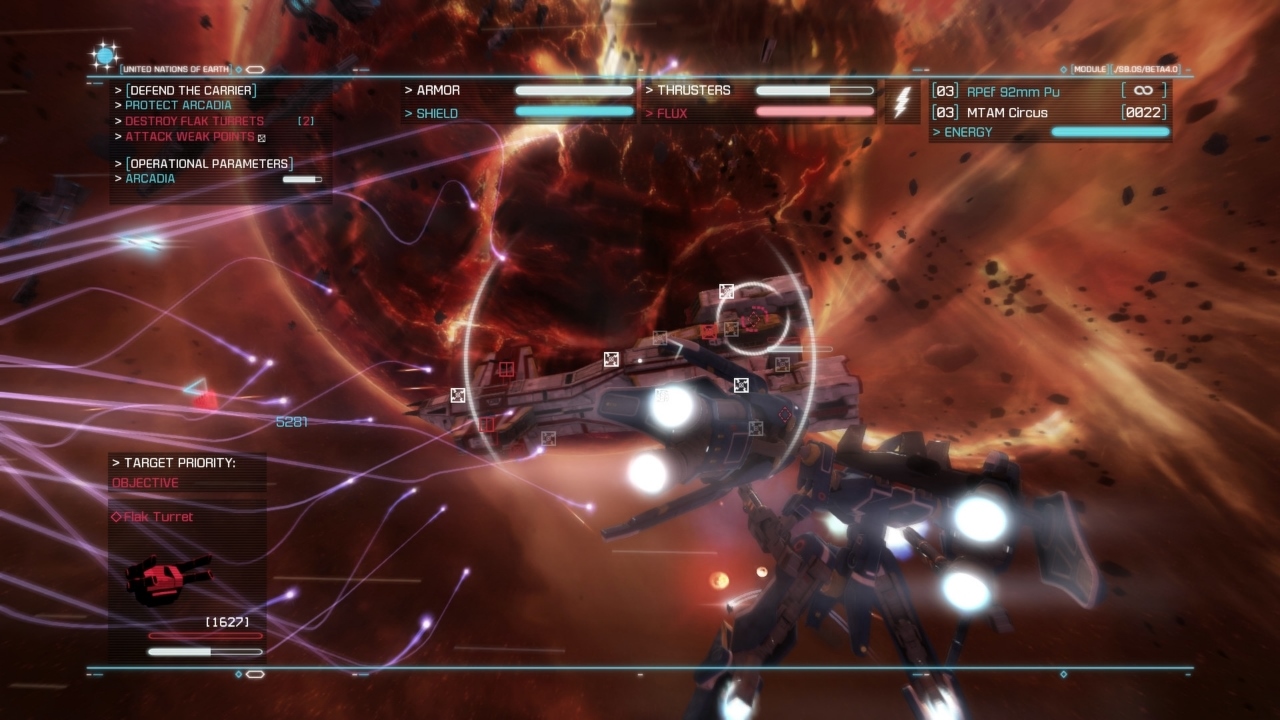 [UNITED NATIONS OF EARTH]
[MODULE][./S8.OS/BETA4.0]
> [DEFEND THE CARRIER]
> PROTECT ARCADIA
> DESTROY FLAK TURRETS [2]
> ATTACK WEAK POINTS
> [OPERATIONAL PARAMETERS]
> ARCADIA
> ARMOR
> SHIELD
> THRUSTERS
> FLUX
[03] RPEF 92mm Pu [∞]
[03] MTAM Circus [0022]
> ENERGY
5281
> TARGET PRIORITY:
OBJECTIVE
Flak Turret
[1627]